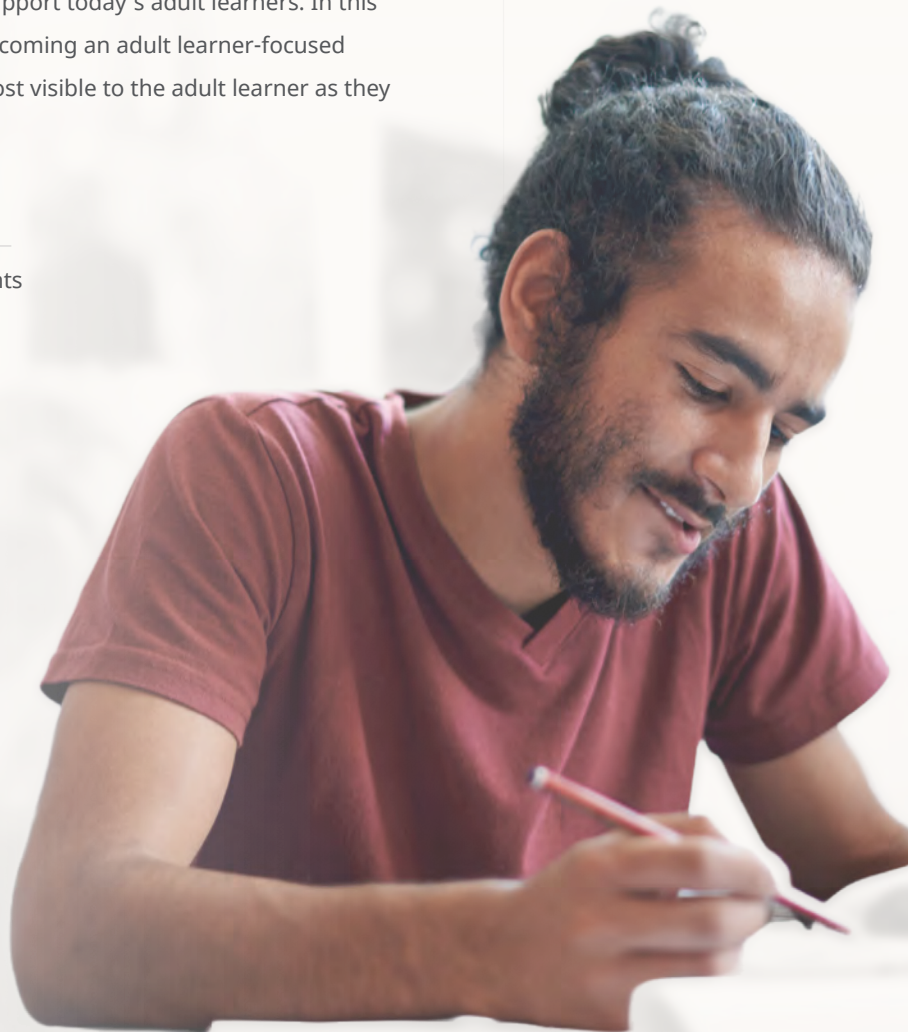 pport today's adult learners. In this
coming an adult learner-focused
ost visible to the adult learner as they
nts